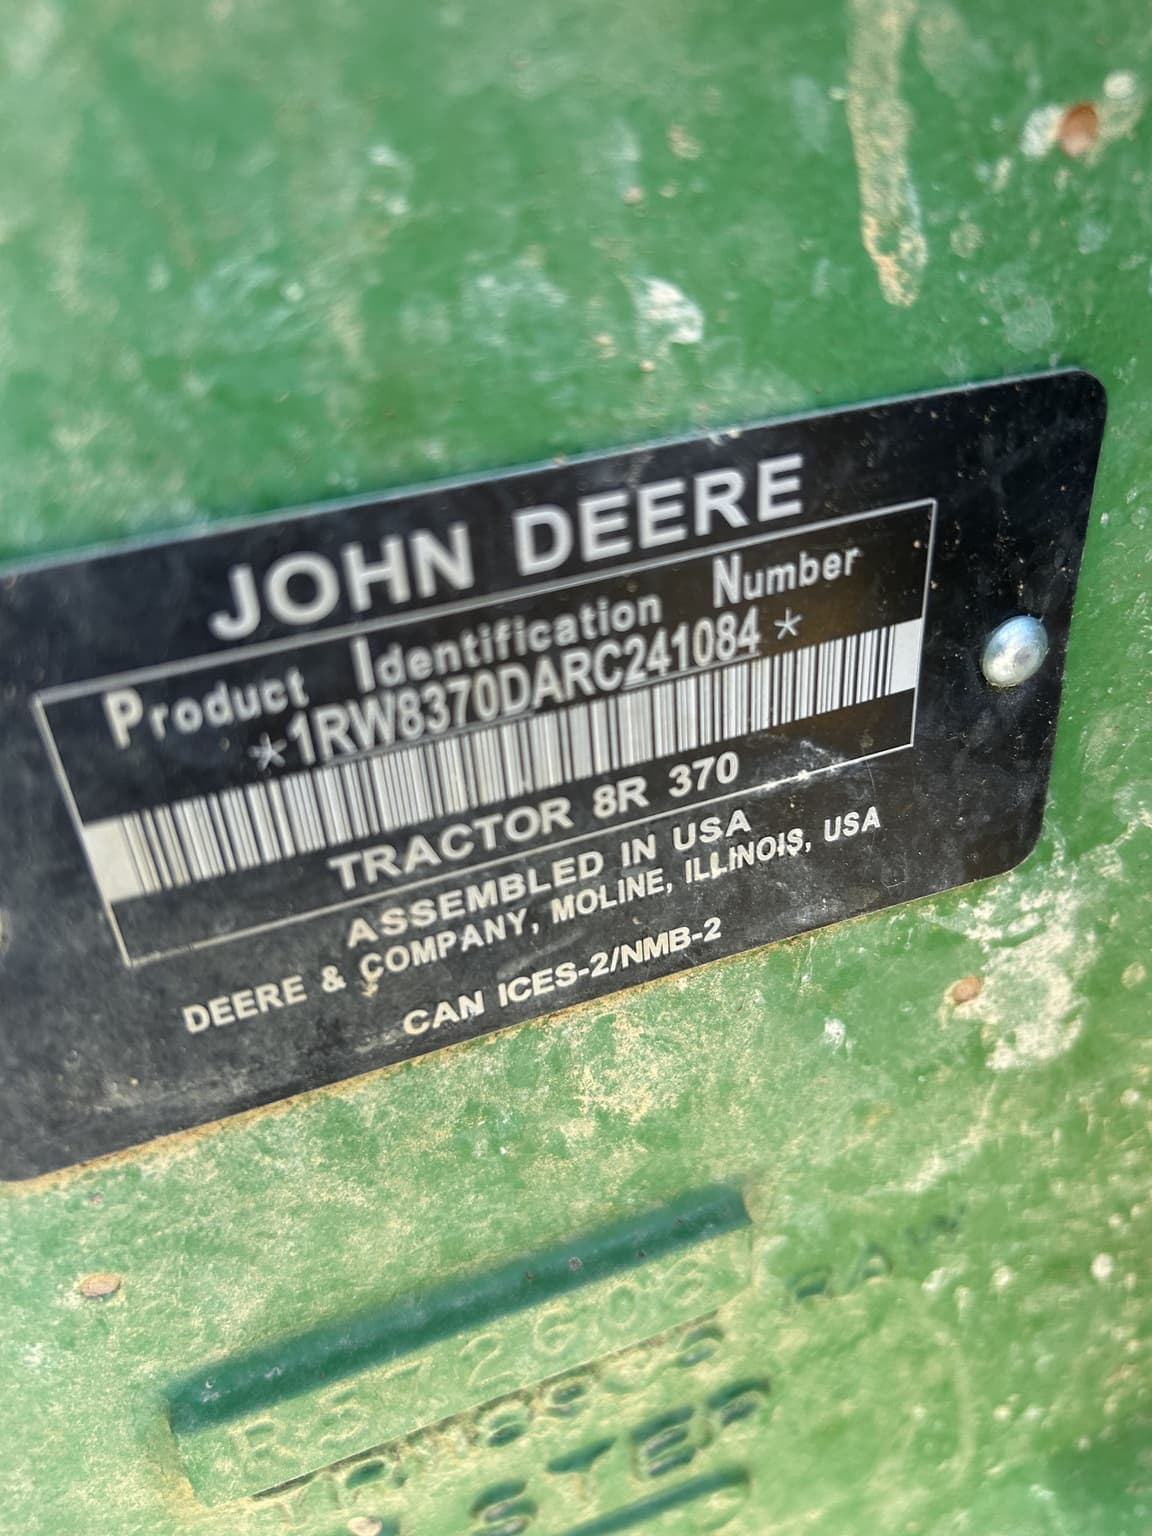 JOHN DEERE
Product Identification Number
*1RW8370DARC241084*
TRACTOR 8R 370
ASSEMBLED IN USA
DEERE & COMPANY, MOLINE, ILLINOIS, USA
CAN ICES-2/NMB-2